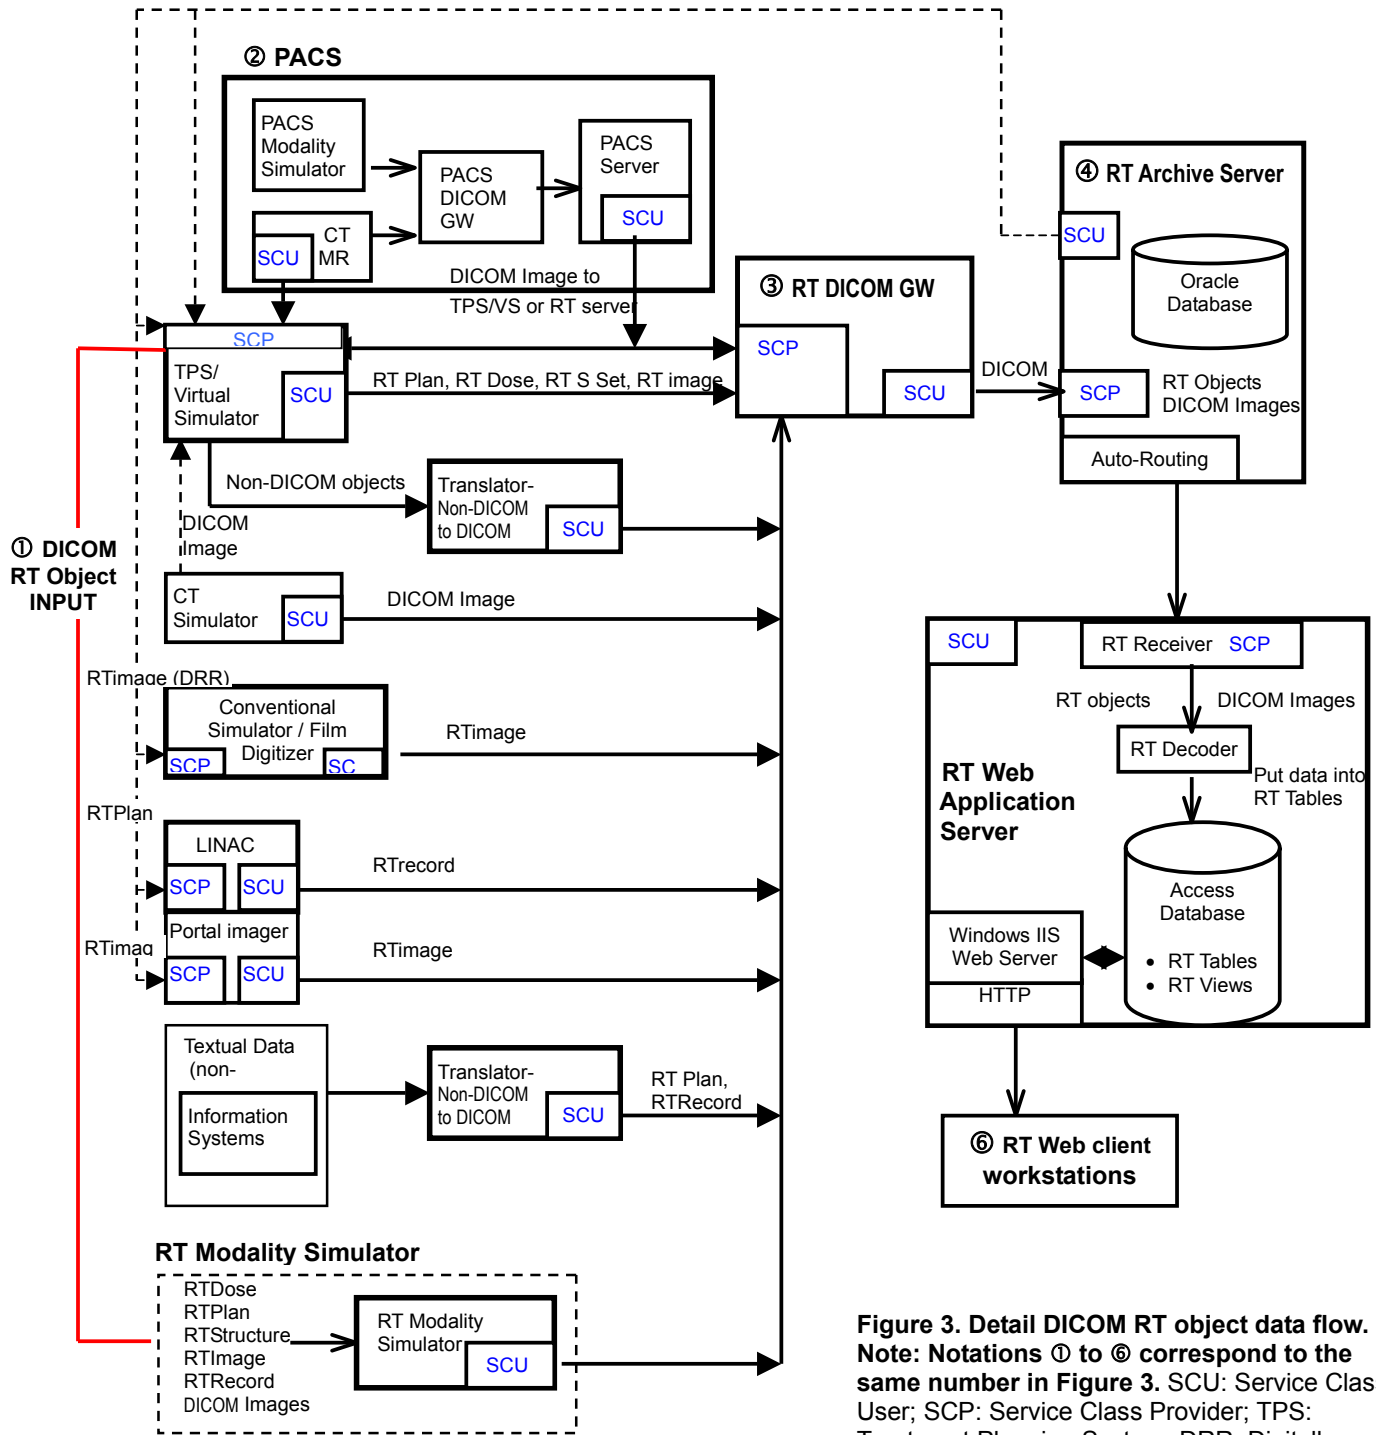 ② PACS
PACS
Modality
Simulator
PACS
DICOM
GW
PACS
Server
SCU
CT
MR
SCU
DICOM Image to
TPS/VS or RT server
③ RT DICOM GW
SCP
SCU
DICOM
④ RT Archive Server
SCU
Oracle
Database
SCP
RT Objects
DICOM Images
Auto-Routing
SCP
TPS/
Virtual
Simulator
SCU
RT Plan, RT Dose, RT S Set, RT image
Non-DICOM objects
Translator-
Non-DICOM
to DICOM
SCU
DICOM
Image
① DICOM
RT Object
INPUT
CT
Simulator
SCU
DICOM Image
RTimage (DRR)
Conventional
Simulator / Film
Digitizer
SCP
SC
RTimage
RTPlan
LINAC
SCP
SCU
RTrecord
Portal imager
RTimag
SCP
SCU
RTimage
Textual Data
(non-
Information
Systems
Translator-
Non-DICOM
to DICOM
SCU
RT Plan,
RTRecord
RT Modality Simulator
RTDose
RTPlan
RTStructure
RTImage
RTRecord
DICOM Images
RT Modality
Simulator
SCU
SCU
RT Receiver SCP
RT objects
DICOM Images
RT Decoder
Put data into
RT Tables
RT Web
Application
Server
Access
Database
• RT Tables
• RT Views
Windows IIS
Web Server
HTTP
⑥ RT Web client
workstations
Figure 3. Detail DICOM RT object data flow.
Note: Notations ① to ⑥ correspond to the
same number in Figure 3. SCU: Service Clas
User; SCP: Service Class Provider; TPS:
Treatment Planning System; DRR: Digitally